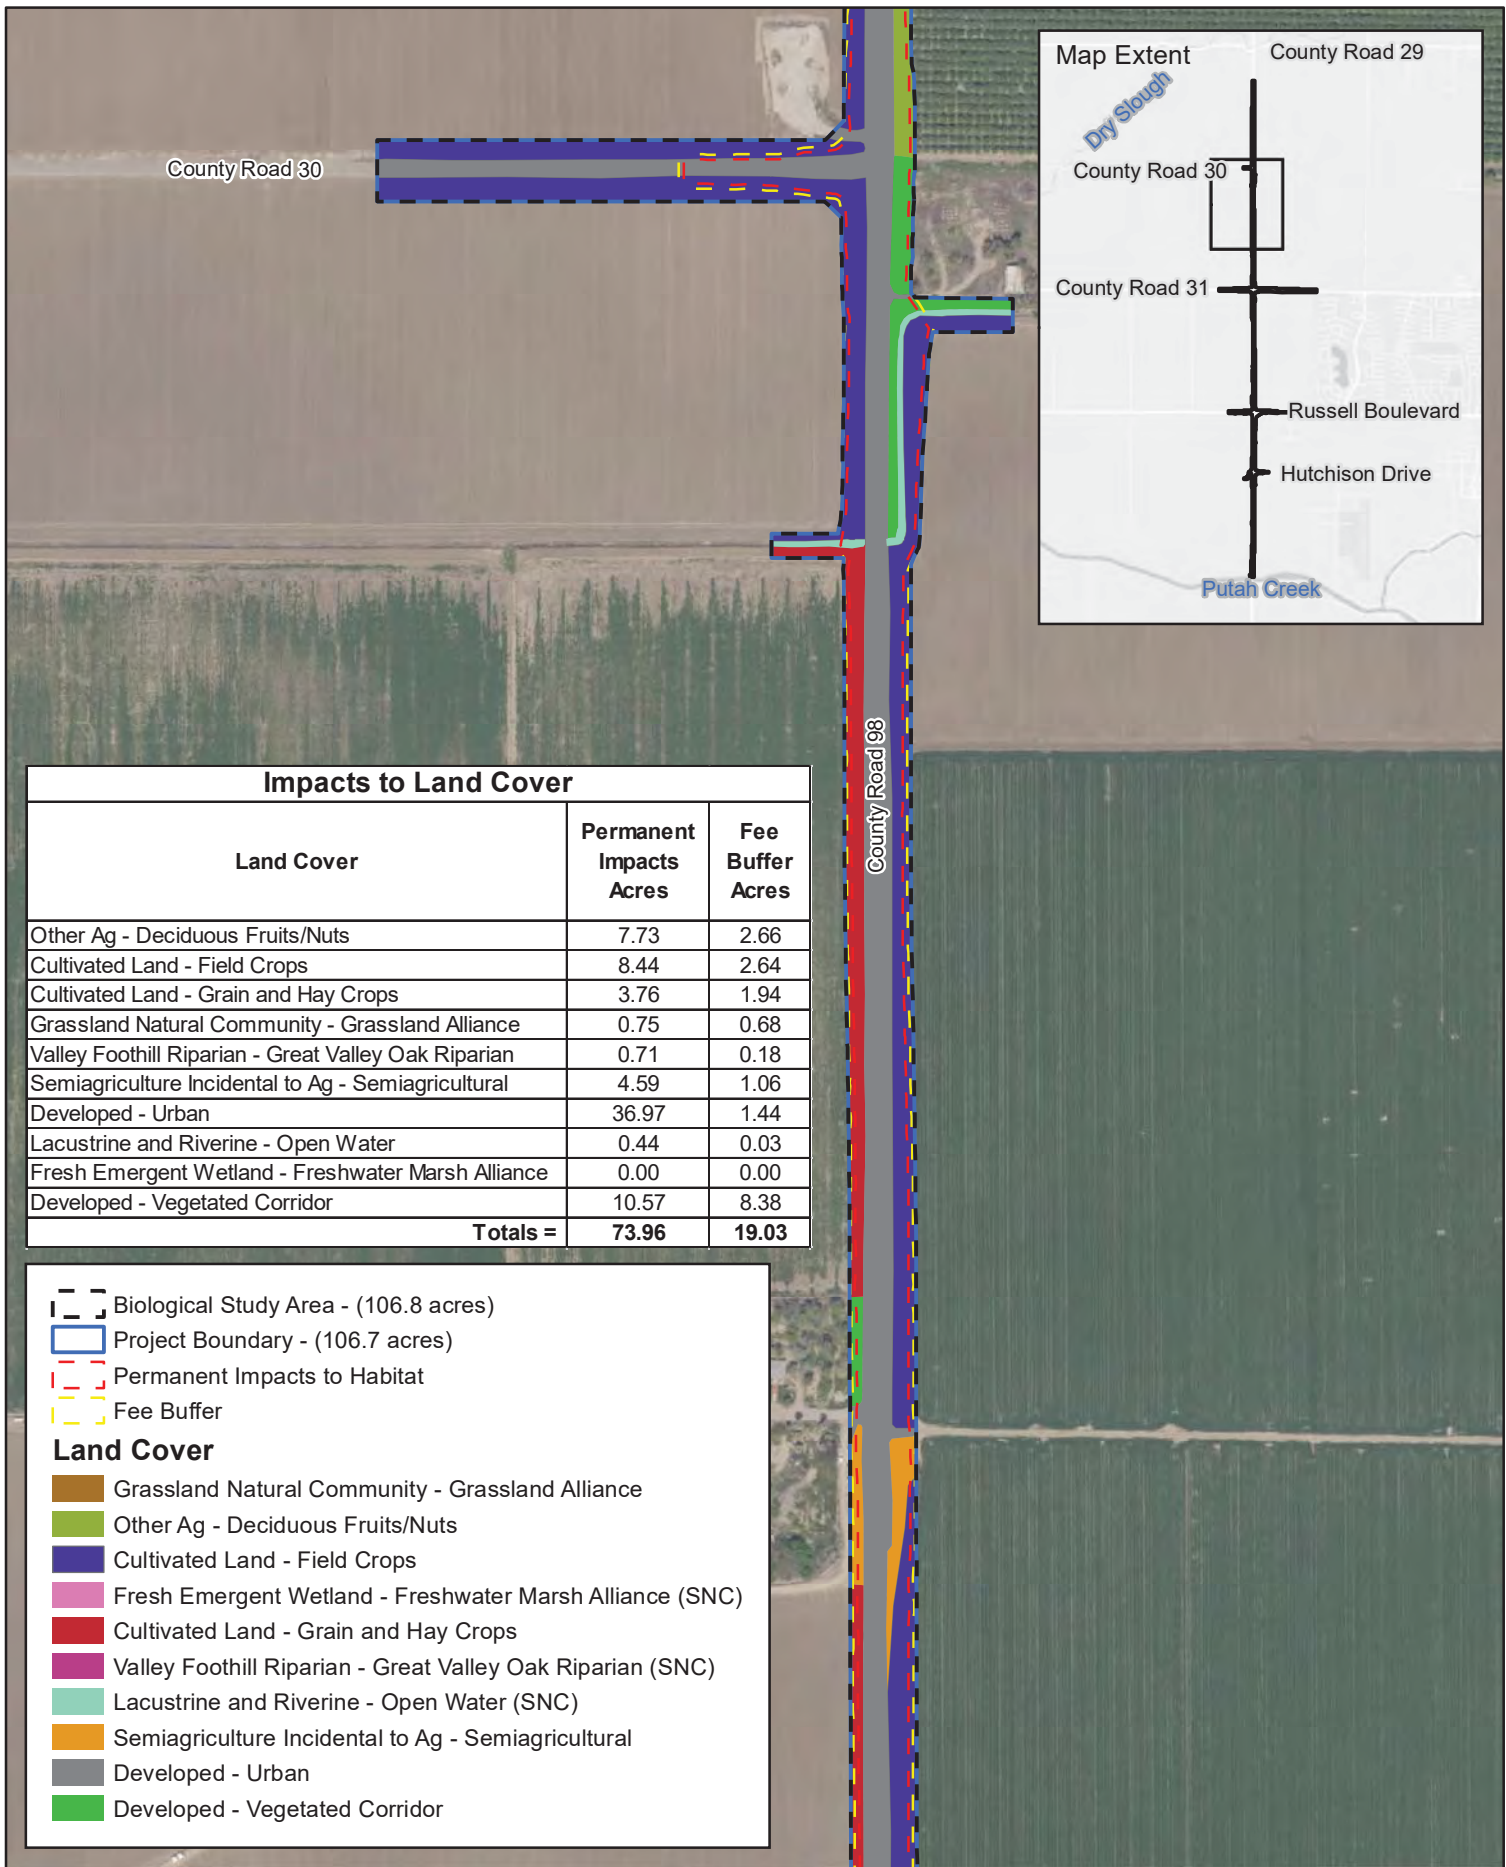 Map Extent
County Road 29
Dry Slough
County Road 30
County Road 31
Russell Boulevard
Hutchison Drive
Putah Creek
County Road 30
County Road 98
Impacts to Land Cover
Land Cover Permanent Impacts Acres Fee Buffer Acres
Other Ag - Deciduous Fruits/Nuts 7.73 2.66
Cultivated Land - Field Crops 8.44 2.64
Cultivated Land - Grain and Hay Crops 3.76 1.94
Grassland Natural Community - Grassland Alliance 0.75 0.68
Valley Foothill Riparian - Great Valley Oak Riparian 0.71 0.18
Semiagriculture Incidental to Ag - Semiagricultural 4.59 1.06
Developed - Urban 36.97 1.44
Lacustrine and Riverine - Open Water 0.44 0.03
Fresh Emergent Wetland - Freshwater Marsh Alliance 0.00 0.00
Developed - Vegetated Corridor 10.57 8.38
Totals = 73.96 19.03
Biological Study Area - (106.8 acres)
Project Boundary - (106.7 acres)
Permanent Impacts to Habitat
Fee Buffer
Land Cover
Grassland Natural Community - Grassland Alliance
Other Ag - Deciduous Fruits/Nuts
Cultivated Land - Field Crops
Fresh Emergent Wetland - Freshwater Marsh Alliance (SNC)
Cultivated Land - Grain and Hay Crops
Valley Foothill Riparian - Great Valley Oak Riparian (SNC)
Lacustrine and Riverine - Open Water (SNC)
Semiagriculture Incidental to Ag - Semiagricultural
Developed - Urban
Developed - Vegetated Corridor